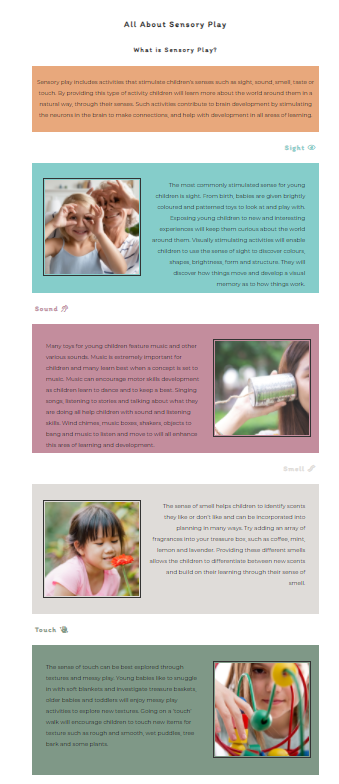 All About Sensory Play
What is Sensory Play?
Sensory play includes activities that stimulate children's senses such as sight, sound, smell, taste or
touch. By providing this type of activity children will learn more about the world around them in a
natural way, through their senses. Such activities contribute to brain development by stimulating
the neurons in the brain to make connections, and help with development in all areas of learning.
Sight
The most commonly stimulated sense for young
children is sight. From birth, babies are given brightly
coloured and patterned toys to look at and play with.
Exposing young children to new and interesting
experiences will keep them curious about the world
around them. Visually stimulating activities will enable
children to use the sense of sight to discover colours,
shapes, brightness, form and structure. They will
discover how things move and develop a visual
memory as to how things work.
Sound
Many toys for young children feature music and other
various sounds. Music is extremely important for
children and many learn best when a concept is set to
music. Music can encourage motor skills development
as children learn to dance and to keep a beat. Singing
songs, listening to stories and talking about what they
are doing all help children with sound and listening
skills. Wind chimes, music boxes, shakers, objects to
bang and music to listen and move to will all enhance
this area of learning and development.
Smell
The sense of smell helps children to identify scents
they like or don't like and can be incorporated into
planning in many ways. Try adding an array of
fragrances into your treasure box, such as coffee, mint,
lemon and lavender. Providing these different smells
allows the children to differentiate between new scents
and build on their learning through their sense of
smell.
Touch
The sense of touch can be best explored through
textures and messy play. Young babies like to snuggle
in with soft blankets and investigate treasure baskets,
older babies and toddlers will enjoy messy play
activities to explore new textures. Going on a 'touch'
walk will encourage children to touch new items for
texture such as rough and smooth, wet puddles, tree
bark and some plants.